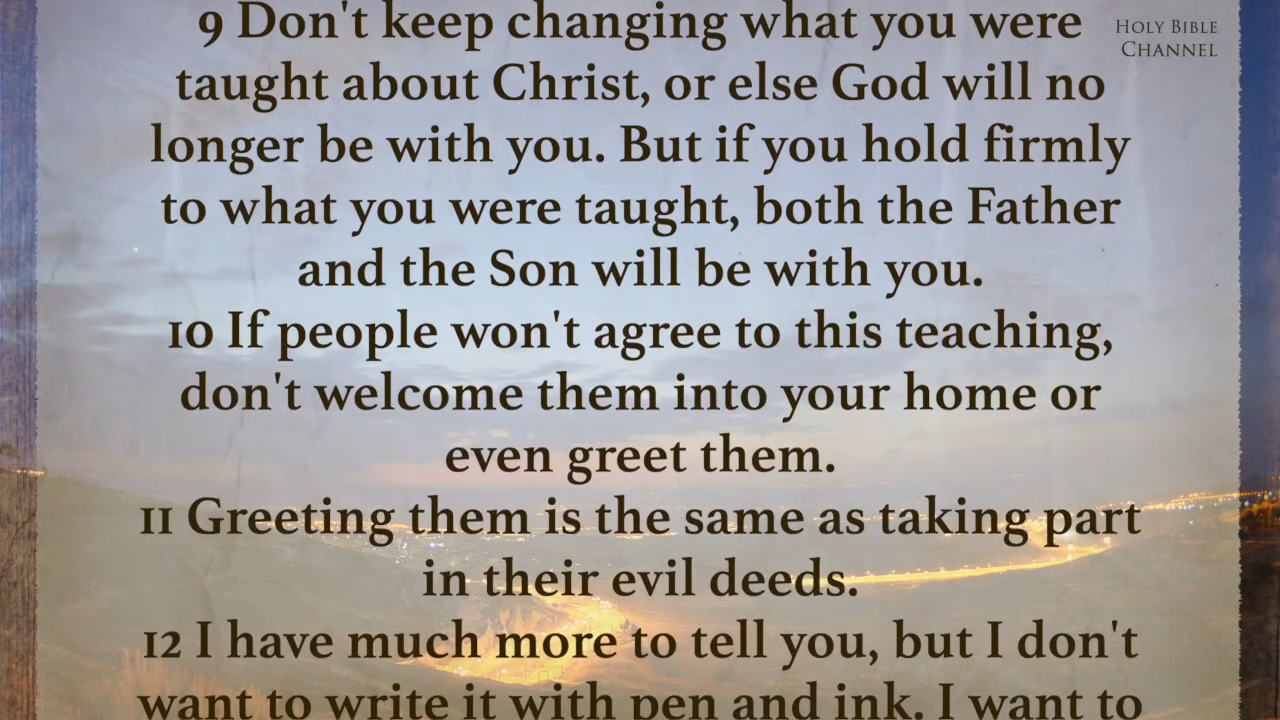 9 Don't keep changing what you were
HOLY BIBLE
CHANNEL
taught about Christ, or else God will no
longer be with you. But if you hold firmly
to what you were taught, both the Father
and the Son will be with you.
10 If people won't agree to this teaching,
don't welcome them into your home or
even greet them.
11 Greeting them is the same as taking part
in their evil deeds.
12 I have much more to tell you, but I don't
want to write it with pen and ink. I want to